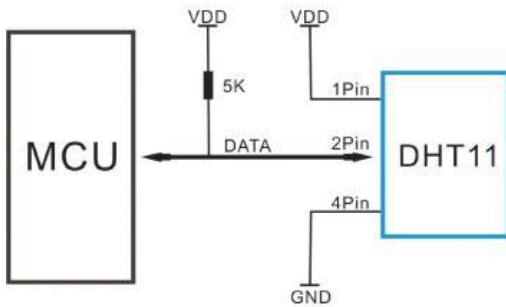 VDD
VDD
5K
1Pin
MCU
DATA
2Pin
DHT11
4Pin
GND